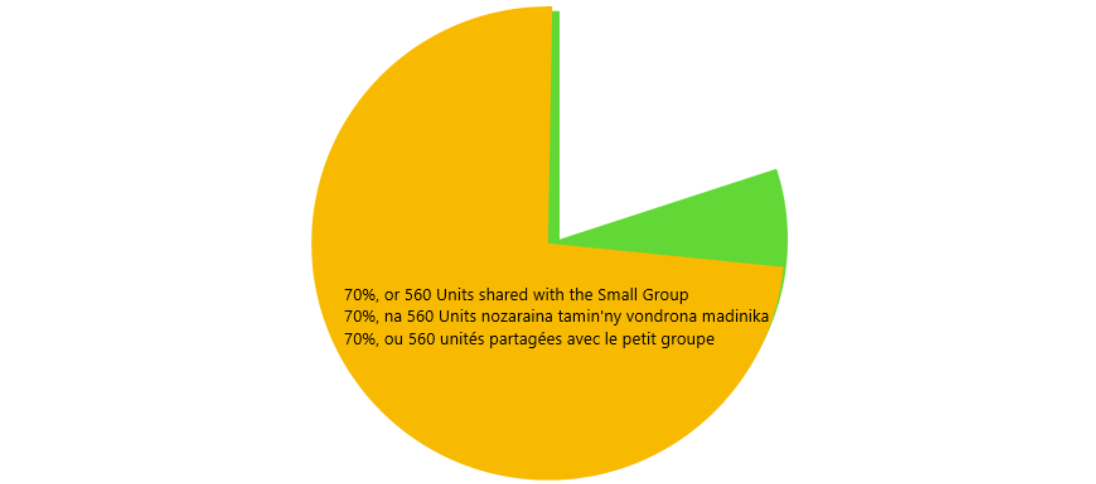 70%, or 560 Units shared with the Small Group
70%, na 560 Units nozaraina tamin'ny vondrona madinika
70%, ou 560 unités partagées avec le petit groupe